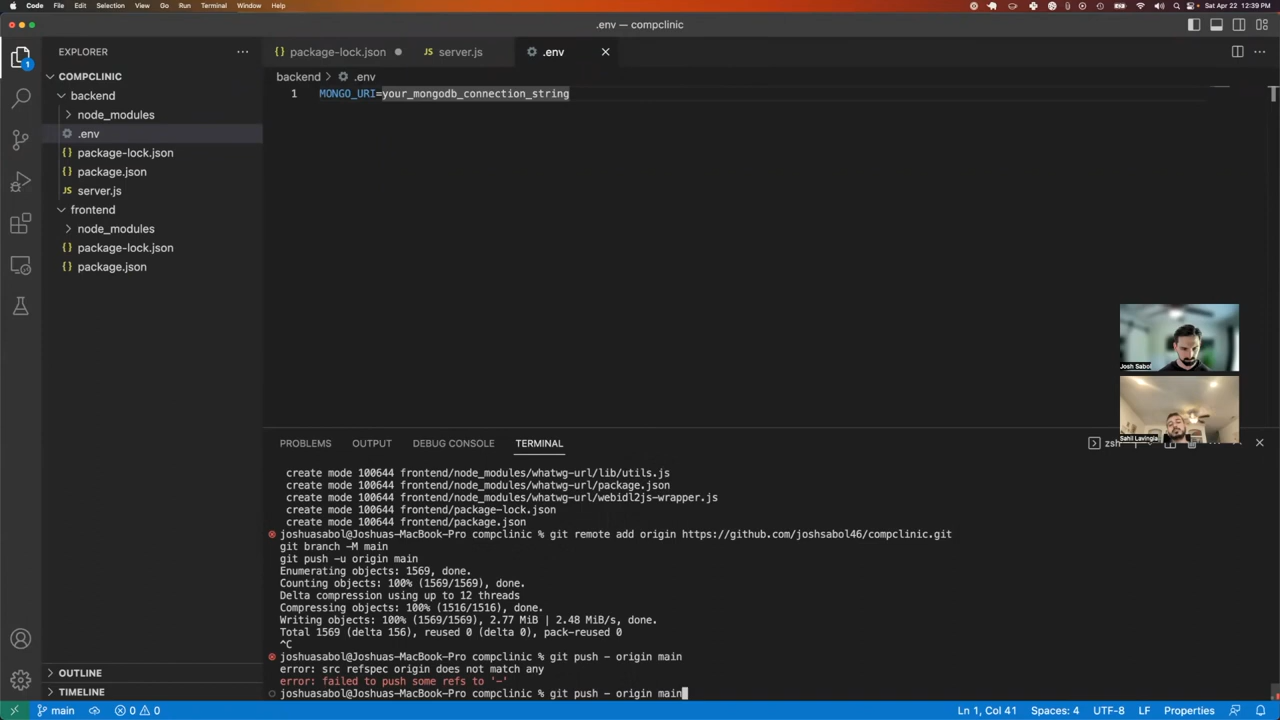 Code File Edit Selection View Go Run Terminal Window Help Sat Apr 22 12:39 PM
.env — compclinic
EXPLORER
package-lock.json server.js .env
1
COMPCLINIC
backend
node_modules
.env
package-lock.json
package.json
server.js
frontend
node_modules
package-lock.json
package.json
OUTLINE
TIMELINE
backend > .env
1 MONGO_URI=your_mongodb_connection_string
Josh Sabol
Sahil Lavingia
PROBLEMS OUTPUT DEBUG CONSOLE TERMINAL zsh
create mode 100644 frontend/node_modules/whatwg-url/lib/utils.js
create mode 100644 frontend/node_modules/whatwg-url/package.json
create mode 100644 frontend/node_modules/whatwg-url/webidl2js-wrapper.js
create mode 100644 frontend/package-lock.json
create mode 100644 frontend/package.json
joshuasabol@Joshuas-MacBook-Pro compclinic % git remote add origin https://github.com/joshsabol46/compclinic.git
git branch -M main
git push -u origin main
Enumerating objects: 1569, done.
Counting objects: 100% (1569/1569), done.
Delta compression using up to 12 threads
Compressing objects: 100% (1516/1516), done.
Writing objects: 100% (1569/1569), 2.77 MiB | 2.48 MiB/s, done.
Total 1569 (delta 156), reused 0 (delta 0), pack-reused 0
^C
joshuasabol@Joshuas-MacBook-Pro compclinic % git push - origin main
error: src refspec origin does not match any
error: failed to push some refs to '-'
joshuasabol@Joshuas-MacBook-Pro compclinic % git push - origin main
main 0 0 Ln 1, Col 41 Spaces: 4 UTF-8 LF Properties